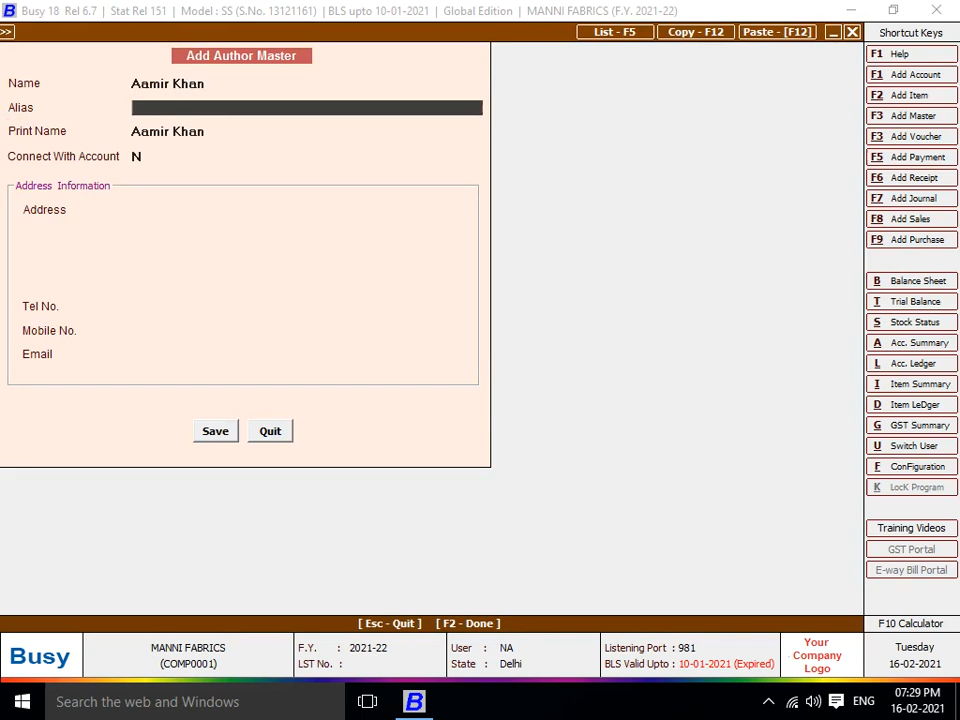 Busy 18 Rel 6.7 | Stat Rel 151 | Model : SS (S.No. 13121161) | BLS upto 10-01-2021 | Global Edition | MANNI FABRICS (F.Y. 2021-22)
>> List - F5 Copy - F12 Paste - [F12]
Shortcut Keys
Add Author Master
Name Aamir Khan
Alias
Print Name Aamir Khan
Connect With Account N
Address Information
Address
Tel No.
Mobile No.
Email
Save Quit
F1 Help
F1 Add Account
F2 Add Item
F3 Add Master
F3 Add Voucher
F5 Add Payment
F6 Add Receipt
F7 Add Journal
F8 Add Sales
F9 Add Purchase
B Balance Sheet
T Trial Balance
S Stock Status
A Acc. Summary
L Acc. Ledger
I Item Summary
D Item LeDger
G GST Summary
U Switch User
F ConFiguration
K LocK Program
Training Videos
GST Portal
E-way Bill Portal
[ Esc - Quit ] [ F2 - Done ]
F10 Calculator
Busy
MANNI FABRICS
(COMP0001)
F.Y. : 2021-22
LST No. :
User : NA
State : Delhi
Listening Port : 981
BLS Valid Upto : 10-01-2021 (Expired)
Your
Company
Logo
Tuesday
16-02-2021
Search the web and Windows
ENG
07:29 PM
16-02-2021